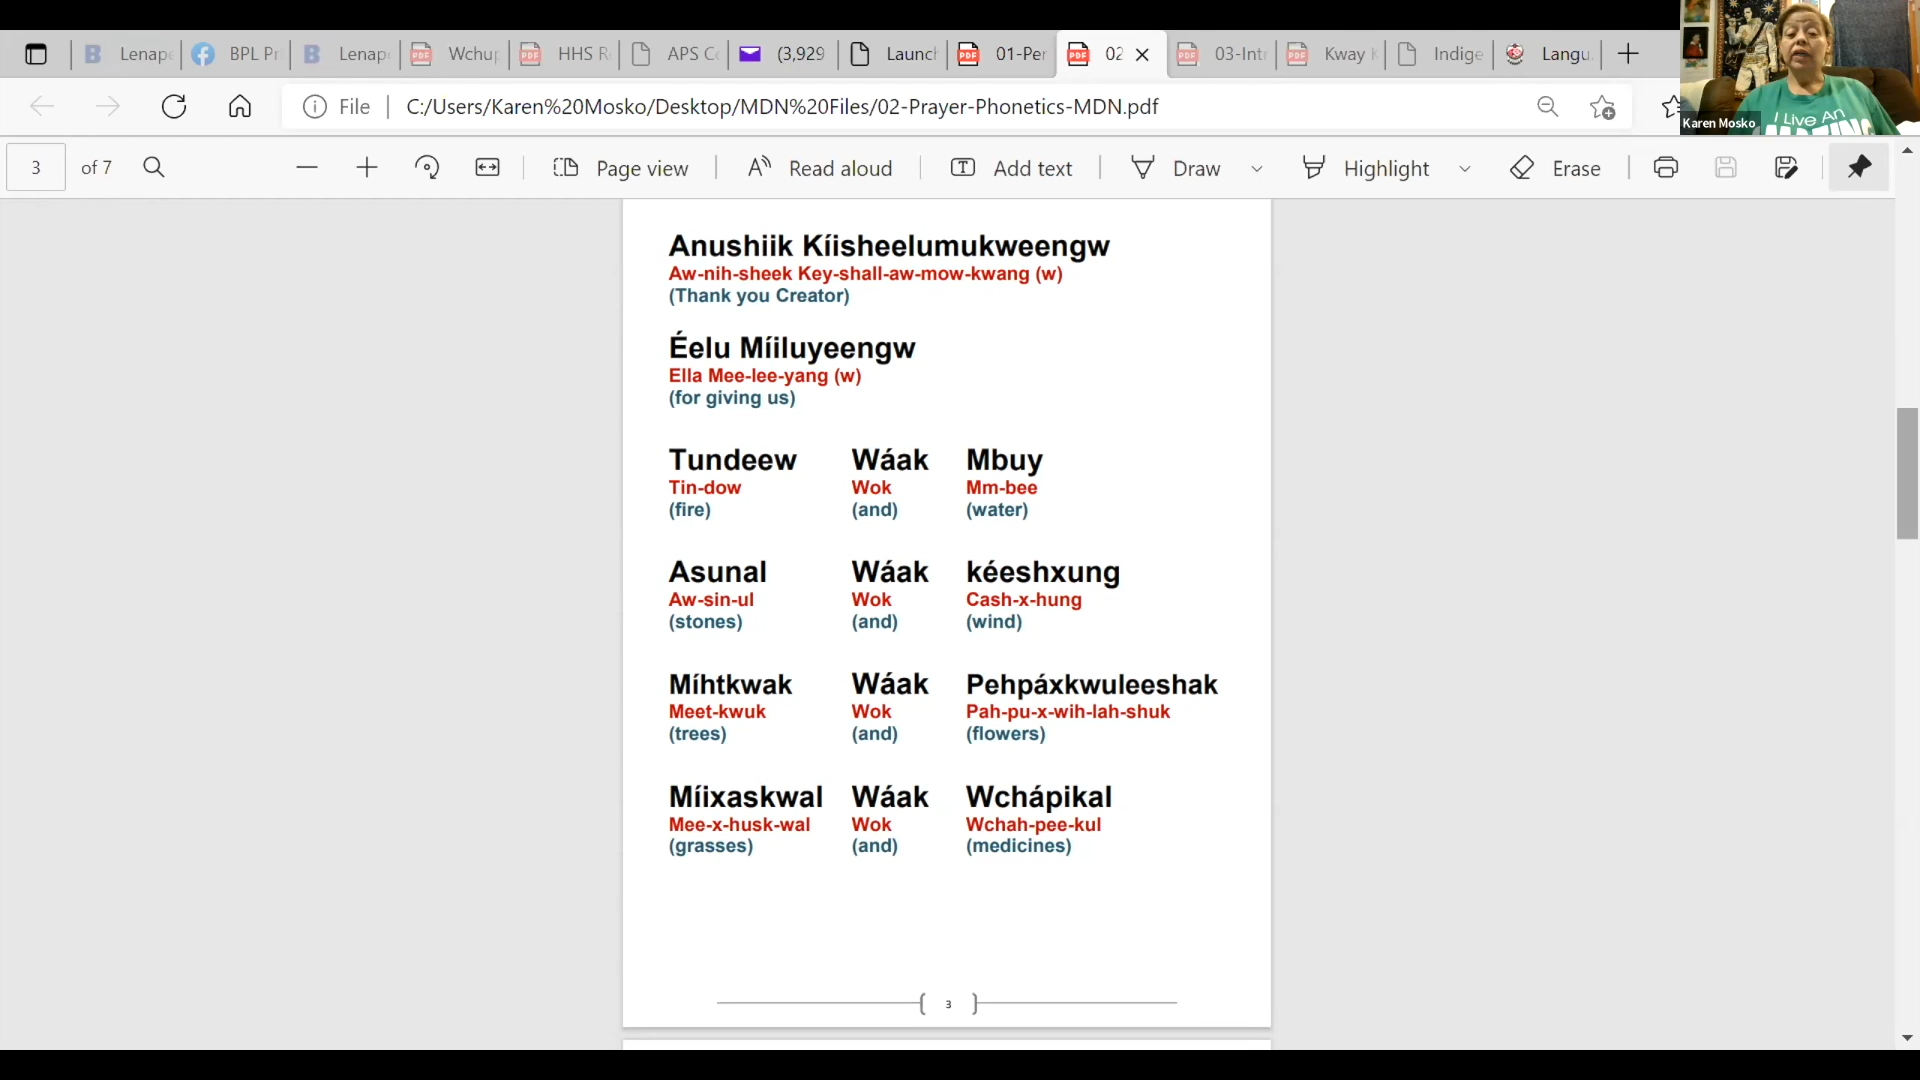 Lenape
BPL Pr
Lenap
Wchup
HHS R
APS Co
(3,929
Launch
01-Per
02
03-Intr
Kway K
Indige
Langu
File
C:/Users/Karen%20Mosko/Desktop/MDN%20Files/02-Prayer-Phonetics-MDN.pdf
I Live An
Karen Mosko
3 of 7
Page view
Read aloud
Add text
Draw
Highlight
Erase
Anushiik Kíisheelumukweengw
Aw-nih-sheek Key-shall-aw-mow-kwang (w)
(Thank you Creator)
Éelu Míiluyeengw
Ella Mee-lee-yang (w)
(for giving us)
Tundeew Wáak Mbuy
Tin-dow Wok Mm-bee
(fire) (and) (water)
Asunal Wáak kéeshxung
Aw-sin-ul Wok Cash-x-hung
(stones) (and) (wind)
Míhtkwak Wáak Pehpáxkwuleeshak
Meet-kwuk Wok Pah-pu-x-wih-lah-shuk
(trees) (and) (flowers)
Míixaskwal Wáak Wchápikal
Mee-x-husk-wal Wok Wchah-pee-kul
(grasses) (and) (medicines)
3